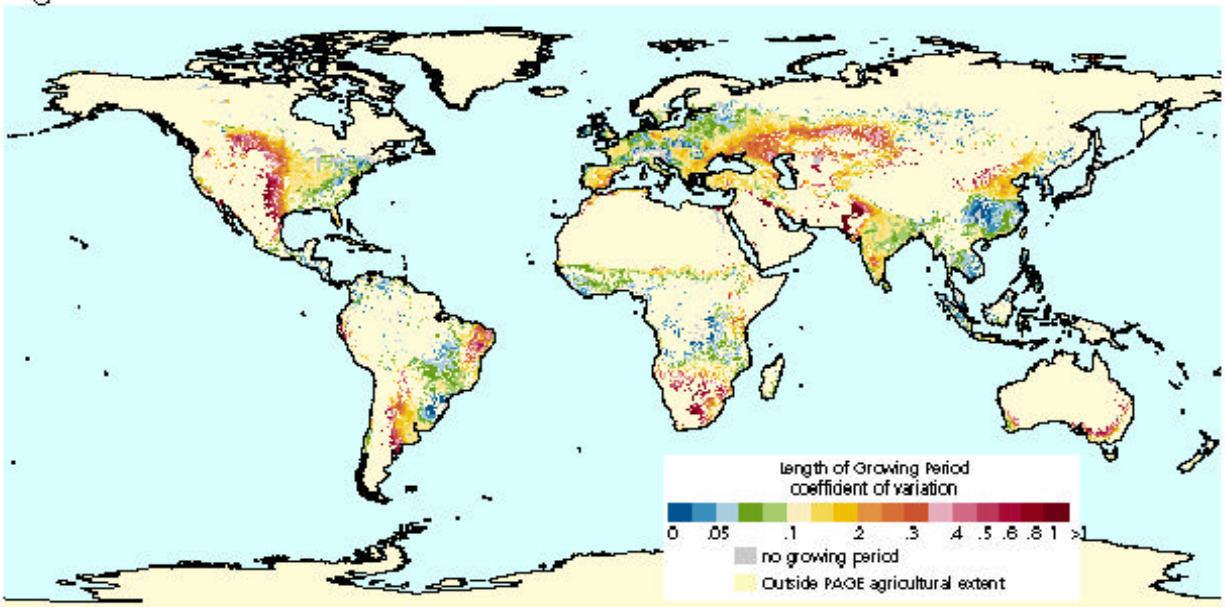 Length of Growing Period
coefficient of variation
0 .05 .1 .2 .3 .4 .5 .6 .8 1 >1
no growing period
Outside PAGE agricultural extent